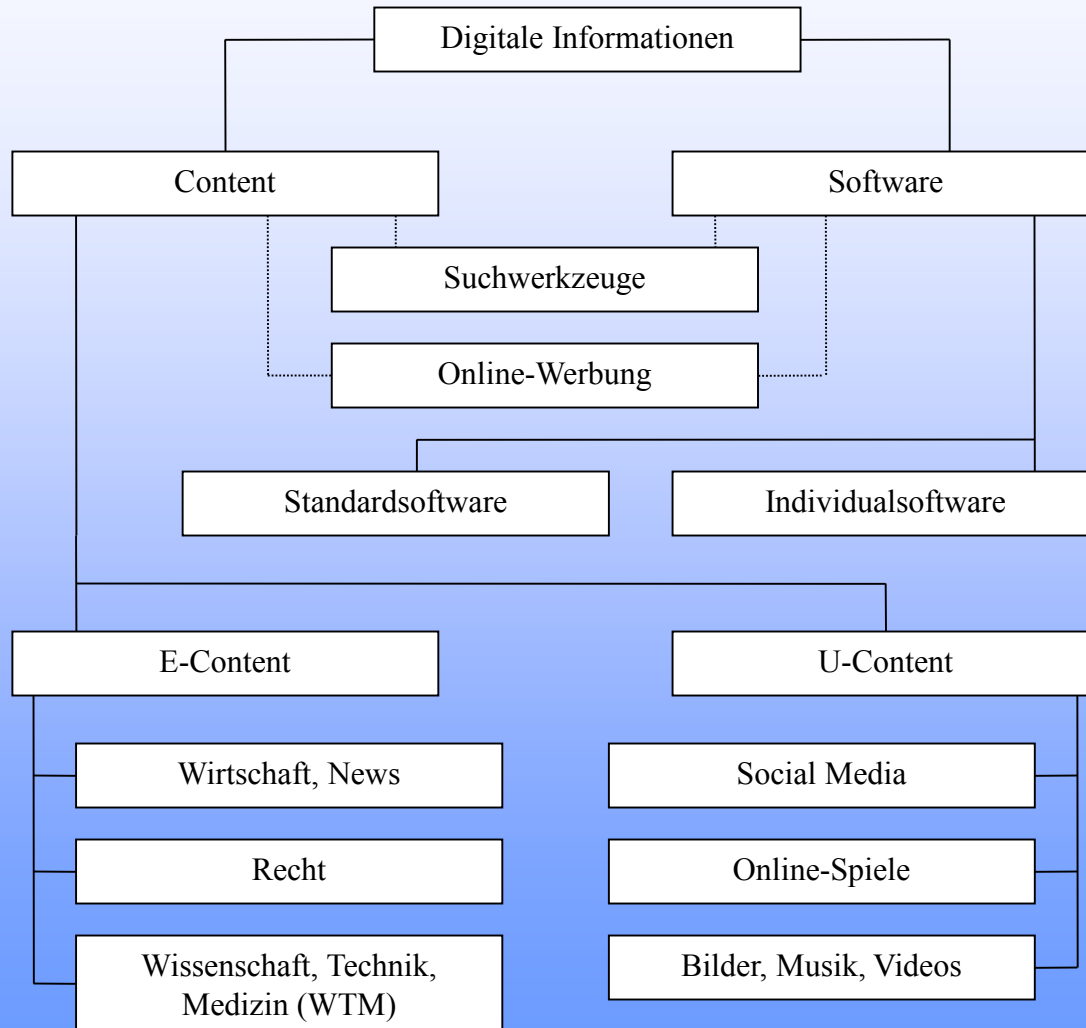 Digitale Informationen
Content
Software
Suchwerkzeuge
Online-Werbung
Standardsoftware
Individualsoftware
E-Content
U-Content
Wirtschaft, News
Social Media
Recht
Online-Spiele
Wissenschaft, Technik,
Medizin (WTM)
Bilder, Musik, Videos